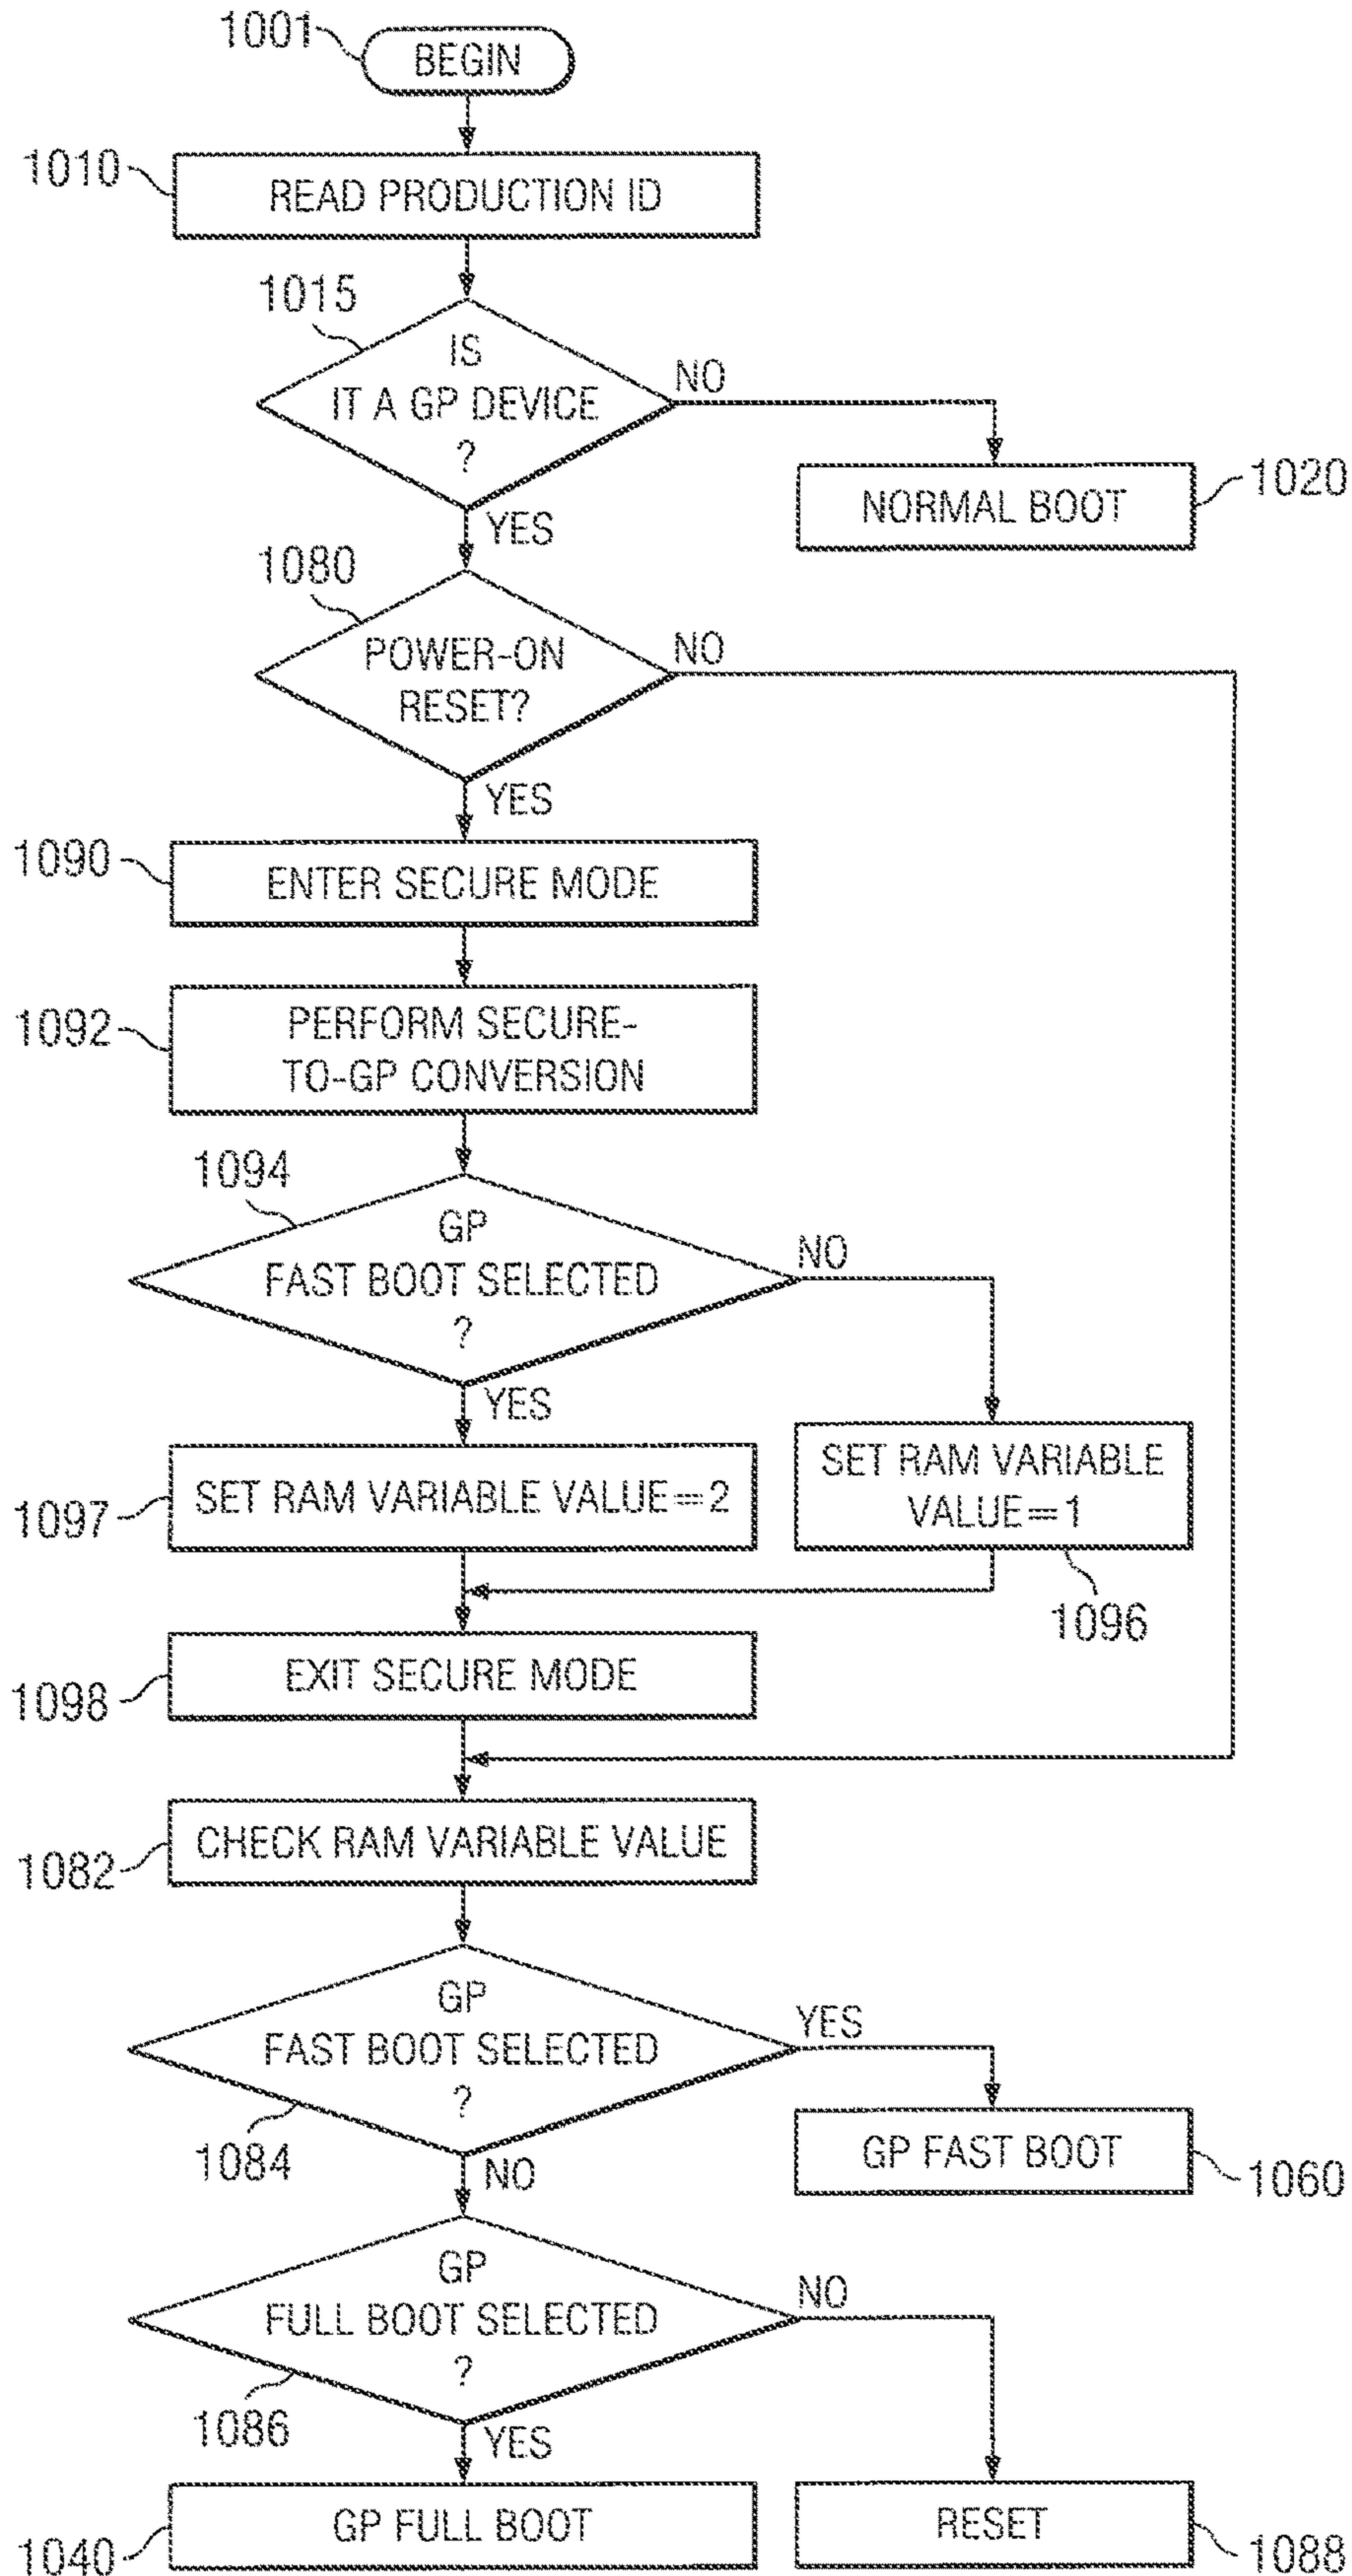 1001
BEGIN
1010
READ PRODUCTION ID
1015
IS
IT A GP DEVICE
?
NO
YES
NORMAL BOOT
1020
1080
POWER-ON
RESET?
NO
YES
1090
ENTER SECURE MODE
1092
PERFORM SECURE-
TO-GP CONVERSION
1094
GP
FAST BOOT SELECTED
?
NO
YES
1097
SET RAM VARIABLE VALUE=2
SET RAM VARIABLE
VALUE=1
1096
1098
EXIT SECURE MODE
1082
CHECK RAM VARIABLE VALUE
GP
FAST BOOT SELECTED
?
YES
1084
NO
GP FAST BOOT
1060
GP
FULL BOOT SELECTED
?
NO
1086
YES
1040
GP FULL BOOT
RESET
1088